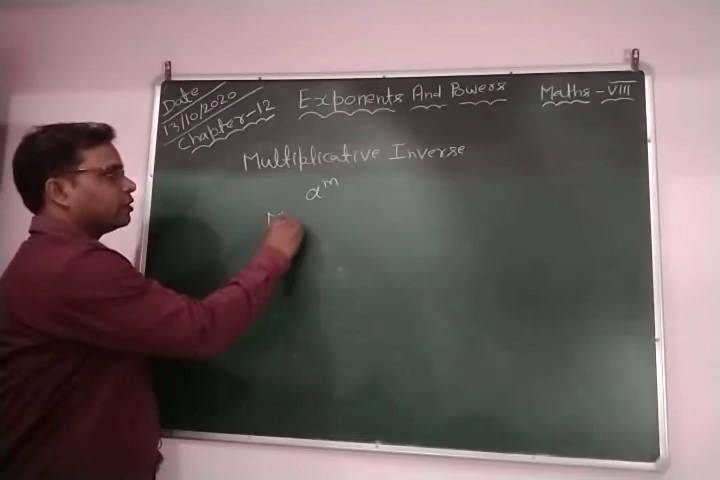 Date
13/10/2020
Chapter-12
Exponents And Powers
Maths-VIII
Multiplicative Inverse
a^m
M